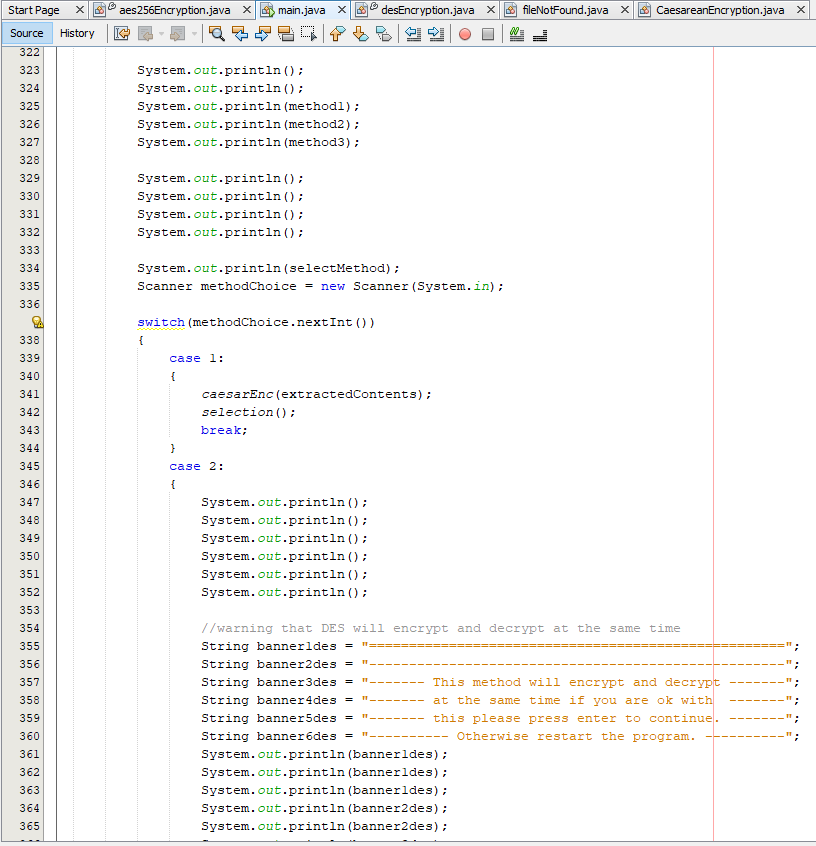 Start Page aes256Encryption.java main.java desEncryption.java fileNotFound.java CaesareanEncryption.java
Source History
322
323 System.out.println();
324 System.out.println();
325 System.out.println(method1);
326 System.out.println(method2);
327 System.out.println(method3);
328
329 System.out.println();
330 System.out.println();
331 System.out.println();
332 System.out.println();
333
334 System.out.println(selectMethod);
335 Scanner methodChoice = new Scanner(System.in);
336
switch(methodChoice.nextInt())
338 {
339 case 1:
340 {
341 caesarEnc(extractedContents);
342 selection();
343 break;
344 }
345 case 2:
346 {
347 System.out.println();
348 System.out.println();
349 System.out.println();
350 System.out.println();
351 System.out.println();
352 System.out.println();
353
354 //warning that DES will encrypt and decrypt at the same time
355 String banner1des = "====================================================";
356 String banner2des = "----------------------------------------------------";
357 String banner3des = "------- This method will encrypt and decrypt -------";
358 String banner4des = "------- at the same time if you are ok with  -------";
359 String banner5des = "------- this please press enter to continue. -------";
360 String banner6des = "---------- Otherwise restart the program. ----------";
361 System.out.println(banner1des);
362 System.out.println(banner1des);
363 System.out.println(banner1des);
364 System.out.println(banner2des);
365 System.out.println(banner2des);